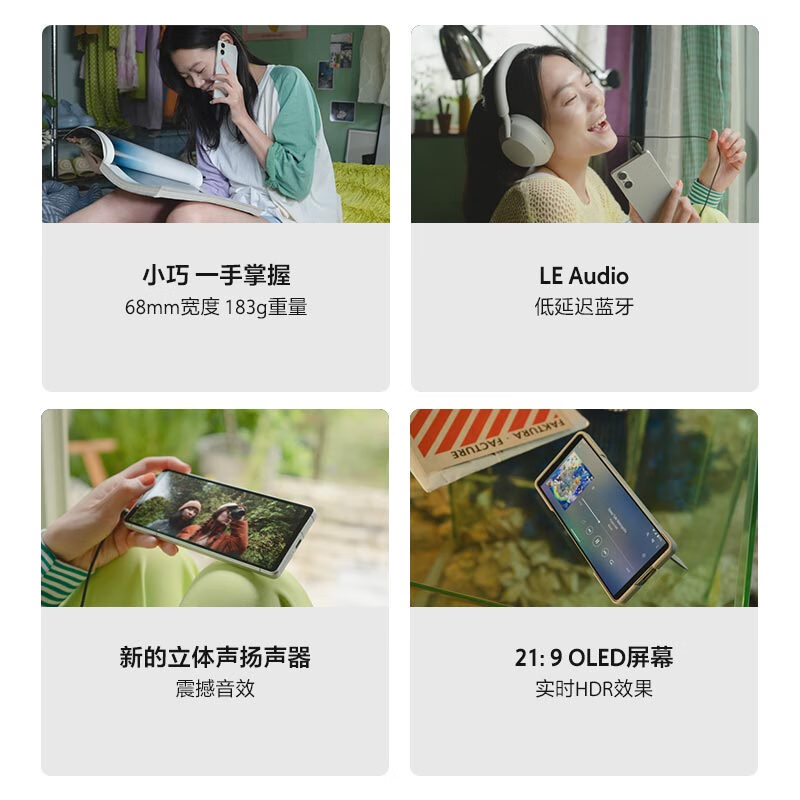 小巧 一手掌握
68mm宽度 183g重量
LE Audio
低延迟蓝牙
FAKTURA · FACTURE
新的立体声扬声器
震撼音效
21: 9 OLED屏幕
实时HDR效果